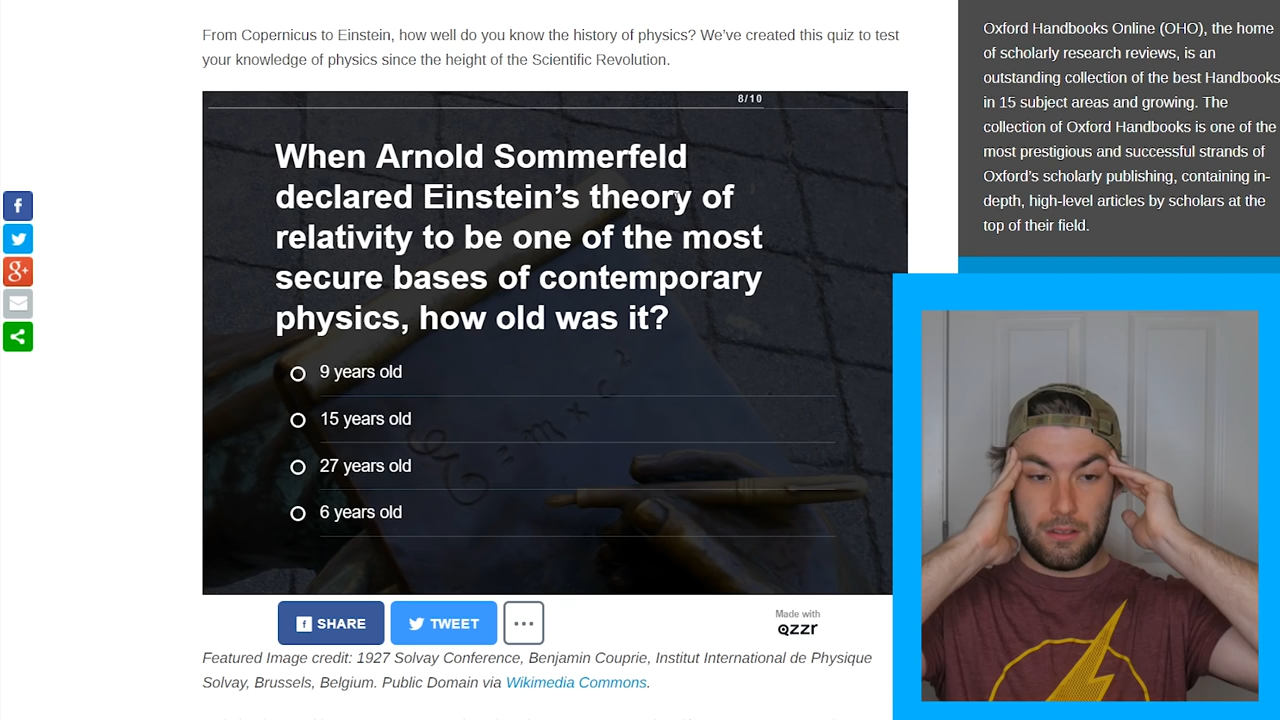 From Copernicus to Einstein, how well do you know the history of physics? We’ve created this quiz to test
your knowledge of physics since the height of the Scientific Revolution.
8/10
When Arnold Sommerfeld
declared Einstein’s theory of
relativity to be one of the most
secure bases of contemporary
physics, how old was it?
9 years old
15 years old
27 years old
6 years old
SHARE
TWEET
Made with
Qzzr
Featured Image credit: 1927 Solvay Conference, Benjamin Couprie, Institut International de Physique
Solvay, Brussels, Belgium. Public Domain via Wikimedia Commons.
Oxford Handbooks Online (OHO), the home
of scholarly research reviews, is an
outstanding collection of the best Handbooks
in 15 subject areas and growing. The
collection of Oxford Handbooks is one of the
most prestigious and successful strands of
Oxford’s scholarly publishing, containing in-
depth, high-level articles by scholars at the
top of their field.